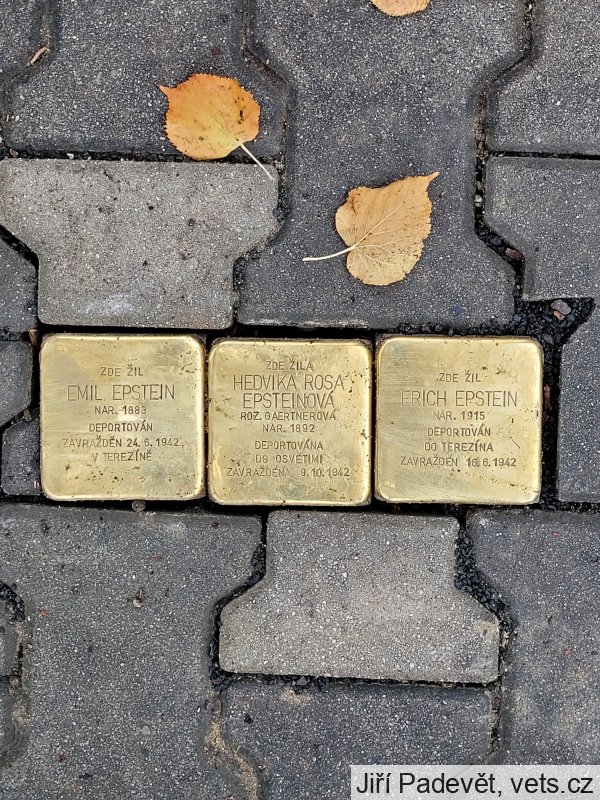 ZDE ŽIL
EMIL EPSTEIN
NAR. 1883
DEPORTOVÁN
ZAVRAŽDĚN 24.6.1942
V TEREZÍNĚ
ZDE ŽILA
HEDVIKA ROSA
EPSTEINOVÁ
ROZ. GAERTNEROVÁ
NAR. 1892
DEPORTOVÁNA
DO OSVĚTIMI
ZAVRAŽDĚNA 9.10.1942
ZDE ŽIL
ERICH EPSTEIN
NAR. 1915
DEPORTOVÁN
DO TEREZÍNA
ZAVRAŽDĚN 16.6.1942
Jiří Padevět, vets.cz